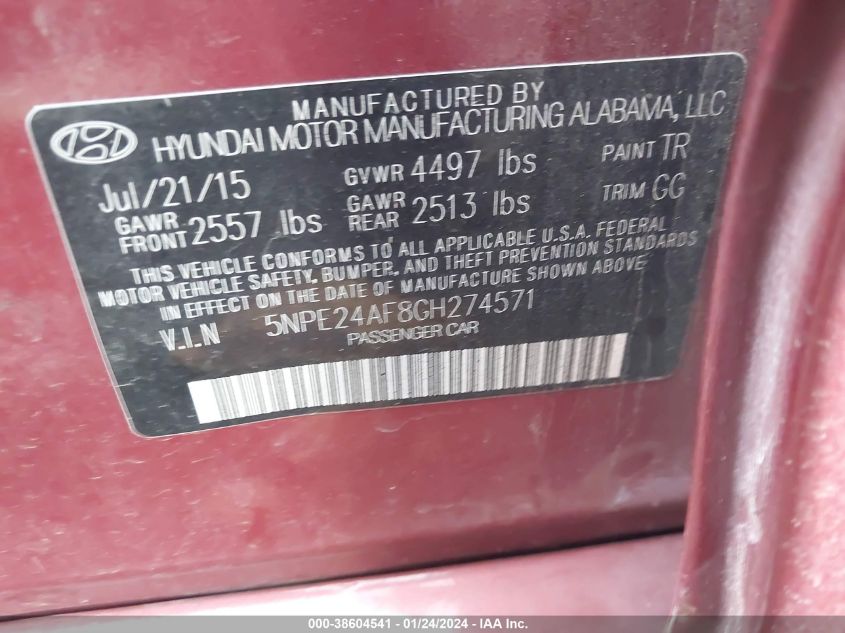 MANUFACTURED BY
HYUNDAI MOTOR MANUFACTURING ALABAMA, LLC
Jul/21/15 GVWR 4497 lbs PAINT TR
GAWR FRONT 2557 lbs GAWR REAR 2513 lbs TRIM GG
THIS VEHICLE CONFORMS TO ALL APPLICABLE U.S.A. FEDERAL
MOTOR VEHICLE SAFETY, BUMPER, AND THEFT PREVENTION STANDARDS
IN EFFECT ON THE DATE OF MANUFACTURE SHOWN ABOVE
V.I.N 5NPE24AF8GH274571
PASSENGER CAR
000-38604541 - 01/24/2024 - IAA Inc.